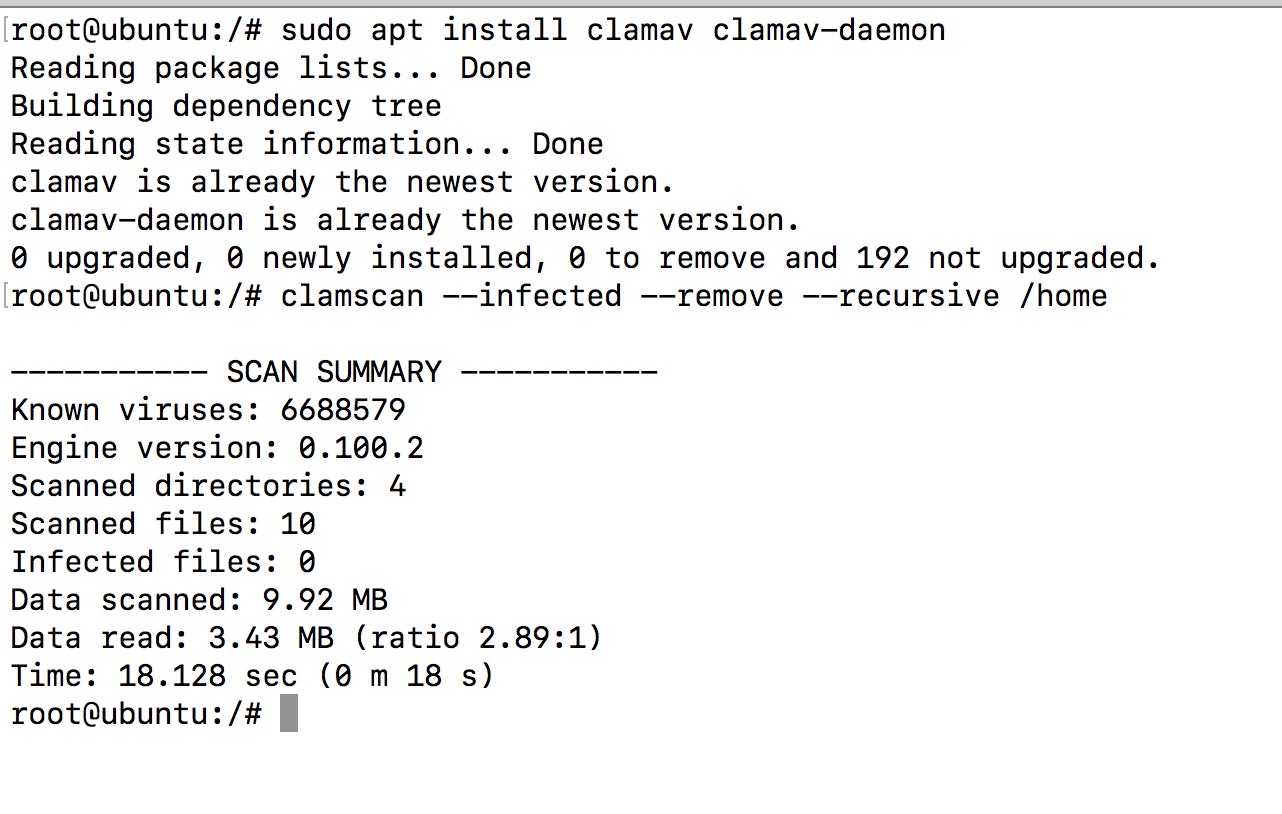 [root@ubuntu:/# sudo apt install clamav clamav-daemon
Reading package lists... Done
Building dependency tree
Reading state information... Done
clamav is already the newest version.
clamav-daemon is already the newest version.
0 upgraded, 0 newly installed, 0 to remove and 192 not upgraded.
[root@ubuntu:/# clamscan --infected --remove --recursive /home
----------- SCAN SUMMARY -----------
Known viruses: 6688579
Engine version: 0.100.2
Scanned directories: 4
Scanned files: 10
Infected files: 0
Data scanned: 9.92 MB
Data read: 3.43 MB (ratio 2.89:1)
Time: 18.128 sec (0 m 18 s)
root@ubuntu:/#